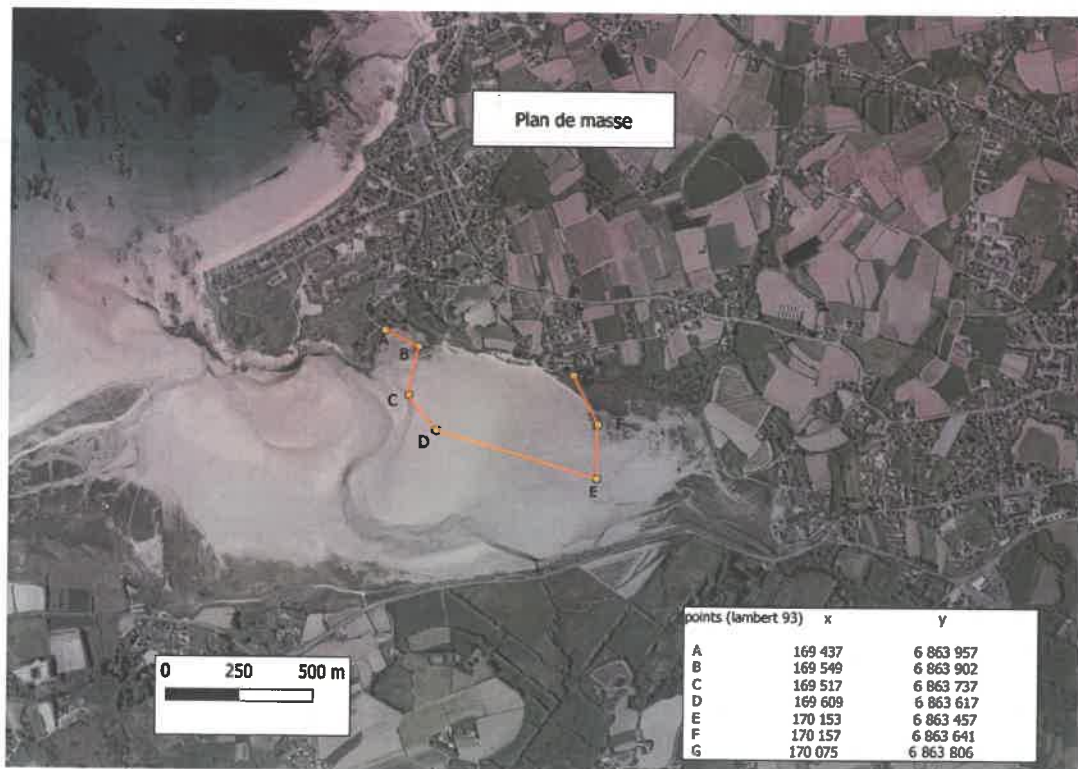 Plan de masse
A
B
C
D
E
F
0 250 500 m
points (lambert 93) x y
A 169 437 6 863 957
B 169 549 6 863 902
C 169 517 6 863 737
D 169 609 6 863 617
E 170 153 6 863 457
F 170 157 6 863 641
G 170 075 6 863 806